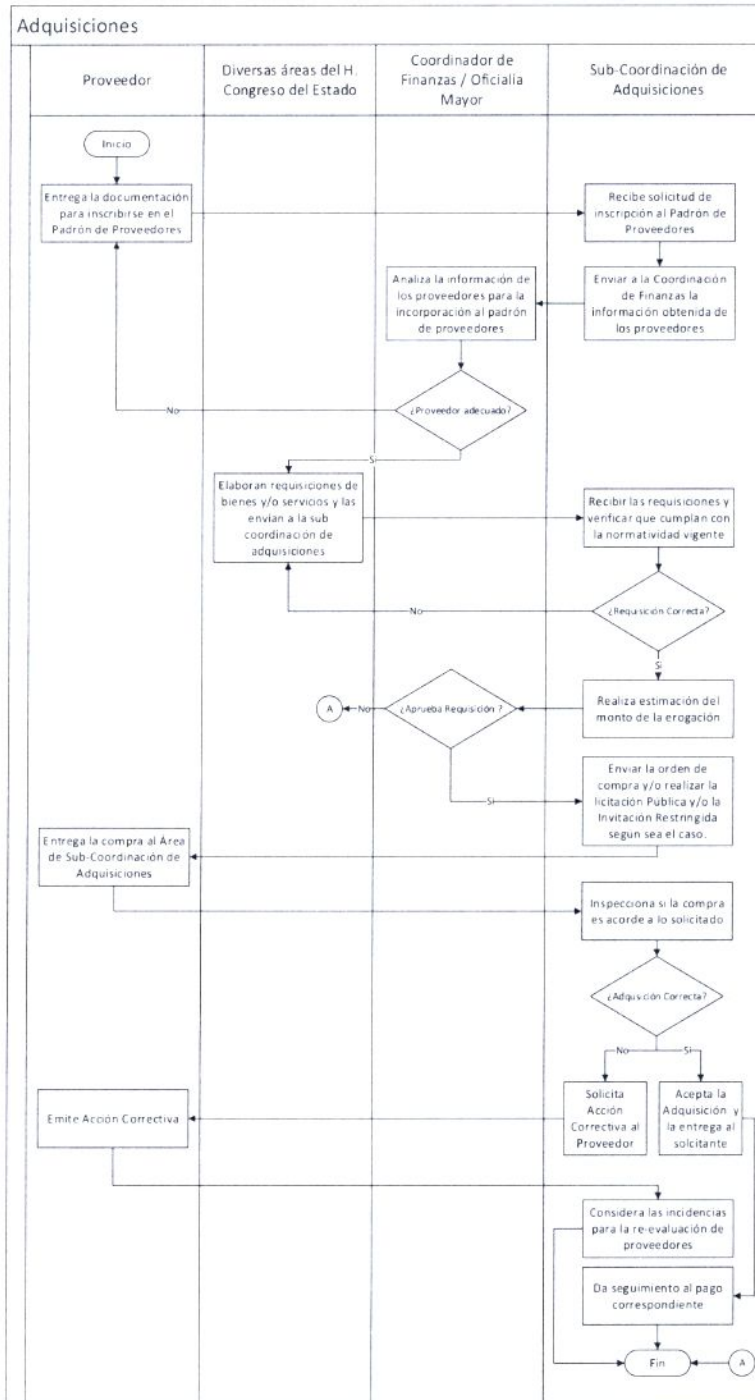 Adquisiciones
Proveedor
Diversas áreas del H.
Congreso del Estado
Coordinador de
Finanzas / Oficialia
Mayor
Sub-Coordinación de
Adquisiciones
Inicio
Entrega la documentación
para inscribirse en el
Padrón de Proveedores
Recibe solicitud de
inscripción al Padrón de
Proveedores
Analiza la información de
los proveedores para la
incorporación al padrón
de proveedores
Enviar a la Coordinación
de Finanzas la
información obtenida de
los proveedores
¿Proveedor adecuado?
No
Si
Elaboran requisiciones de
bienes y/o servicios y las
envían a la sub
coordinación de
adquisiciones
Recibir las requisiciones y
verificar que cumplan con
la normatividad vigente
¿Requisición Correcta?
No
Si
Realiza estimación del
monto de la erogación
¿Aprueba Requisición ?
No
A
Si
Enviar la orden de
compra y/o realizar la
licitación Pública y/o la
Invitación Restringida
según sea el caso.
Entrega la compra al Área
de Sub-Coordinación de
Adquisiciones
Inspecciona si la compra
es acorde a lo solicitado
¿Adquisición Correcta?
No
Si
Solicita
Acción
Correctiva al
Proveedor
Acepta la
Adquisición y
la entrega al
solcitante
Emite Acción Correctiva
Considera las incidencias
para la re-evaluación de
proveedores
Da seguimiento al pago
correspondiente
Fin
A